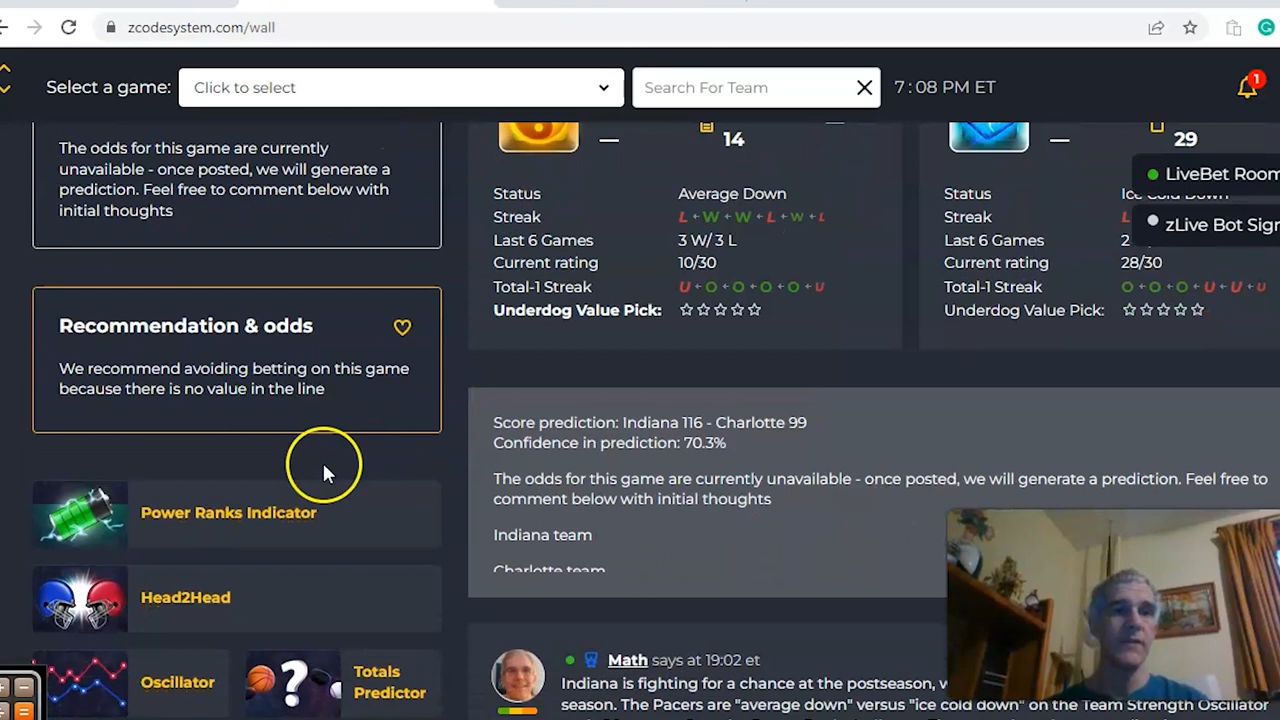 zcodesystem.com/wall
Select a game:
Click to select
Search For Team
7:08 PM ET
1
The odds for this game are currently
unavailable - once posted, we will generate a
prediction. Feel free to comment below with
initial thoughts
14
29
Status
Average Down
Streak
L W W L W L
Last 6 Games
3 W/ 3 L
Current rating
10/30
Total-1 Streak
U O O O O U
Underdog Value Pick:
Status
Ice Cold Down
Streak
L
Last 6 Games
2
Current rating
28/30
Total-1 Streak
O O O U U U
Underdog Value Pick:
LiveBet Room
zLive Bot Sign
Recommendation & odds
We recommend avoiding betting on this game
because there is no value in the line
Score prediction: Indiana 116 - Charlotte 99
Confidence in prediction: 70.3%
The odds for this game are currently unavailable - once posted, we will generate a prediction. Feel free to
comment below with initial thoughts
Indiana team
Charlotte team
Power Ranks Indicator
Head2Head
Oscillator
Totals
Predictor
Math says at 19:02 et
Indiana is fighting for a chance at the postseason, w
season. The Pacers are "average down" versus "ice cold down" on the Team Strength Oscillator